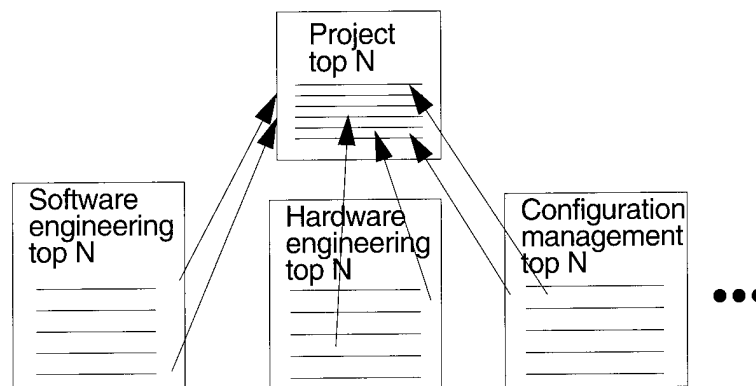 Project
top N
Software
engineering
top N
Hardware
engineering
top N
Configuration
management
top N